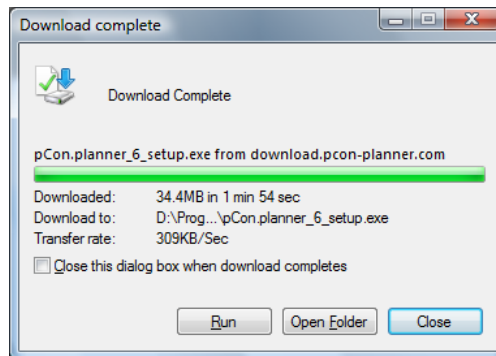 Download complete
Download Complete
pCon.planner_6_setup.exe from download.pcon-planner.com
Downloaded: 34.4MB in 1 min 54 sec
Download to: D:\Prog...\pCon.planner_6_setup.exe
Transfer rate: 309KB/Sec
Close this dialog box when download completes
Run Open Folder Close